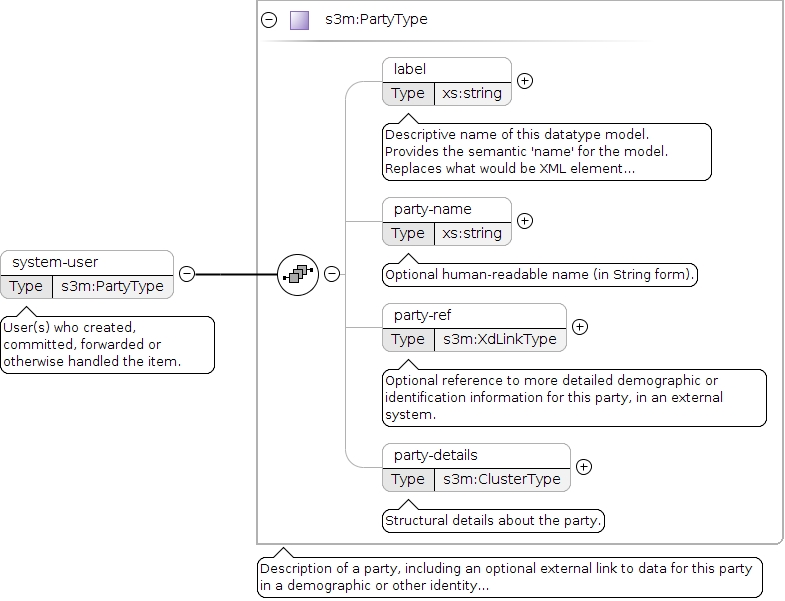 s3m:PartyType
label
Type xs:string
Descriptive name of this datatype model.
Provides the semantic 'name' for the model.
Replaces what would be XML element...
party-name
Type xs:string
Optional human-readable name (in String form).
system-user
Type s3m:PartyType
User(s) who created,
committed, forwarded or
otherwise handled the item.
party-ref
Type s3m:XdLinkType
Optional reference to more detailed demographic or
identification information for this party, in an external
system.
party-details
Type s3m:ClusterType
Structural details about the party.
Description of a party, including an optional external link to data for this party
in a demographic or other identity...